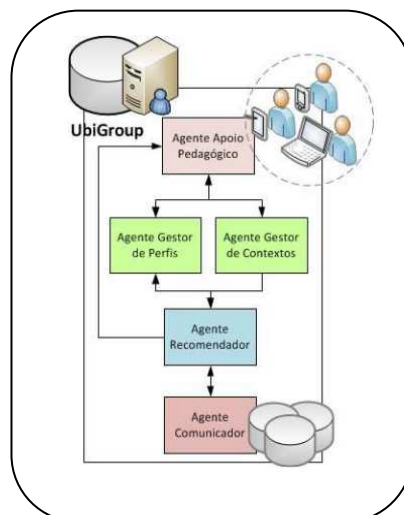 UbiGroup
Agente Apoio
Pedagógico
Agente Gestor
de Perfis
Agente Gestor
de Contextos
Agente
Recomendador
Agente
Comunicador